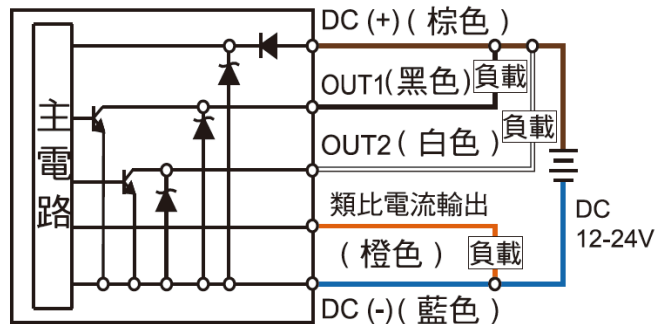 主電路
DC (+) ( 棕色 )
OUT1(黑色)
負載
OUT2 ( 白色 )
負載
類比電流輸出
( 橙色 )
負載
DC
12-24V
DC (-) ( 藍色 )